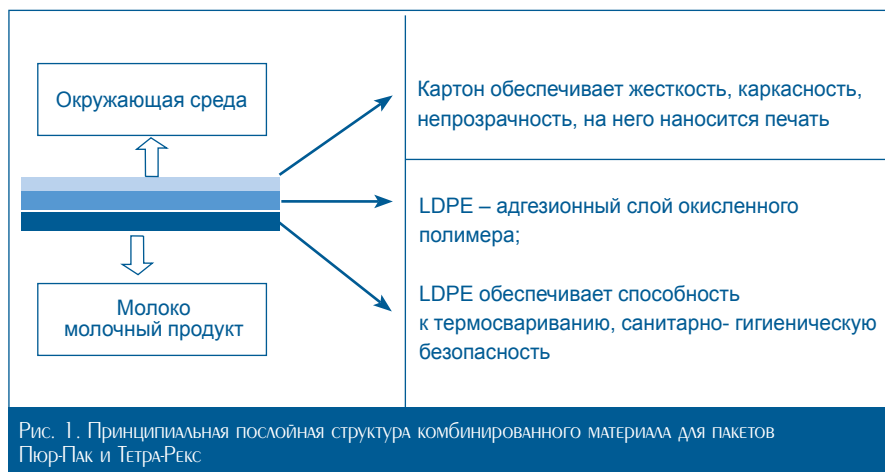 Окружающая среда
Молоко
молочный продукт
Картон обеспечивает жесткость, каркасность,
непрозрачность, на него наносится печать
LDPE – адгезионный слой окисленного
полимера;
LDPE обеспечивает способность
к термосвариванию, санитарно- гигиеническую
безопасность
Рис. 1. Принципиальная послойная структура комбинированного материала для пакетов
Пюр-Пак и Тетра-Рекс